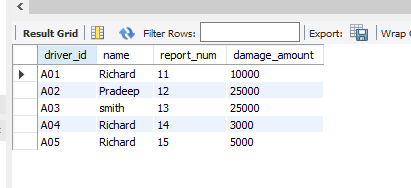 Result Grid Filter Rows: Export: Wrap C
driver_id name report_num damage_amount
A01 Richard 11 10000
A02 Pradeep 12 25000
A03 smith 13 25000
A04 Richard 14 3000
A05 Richard 15 5000